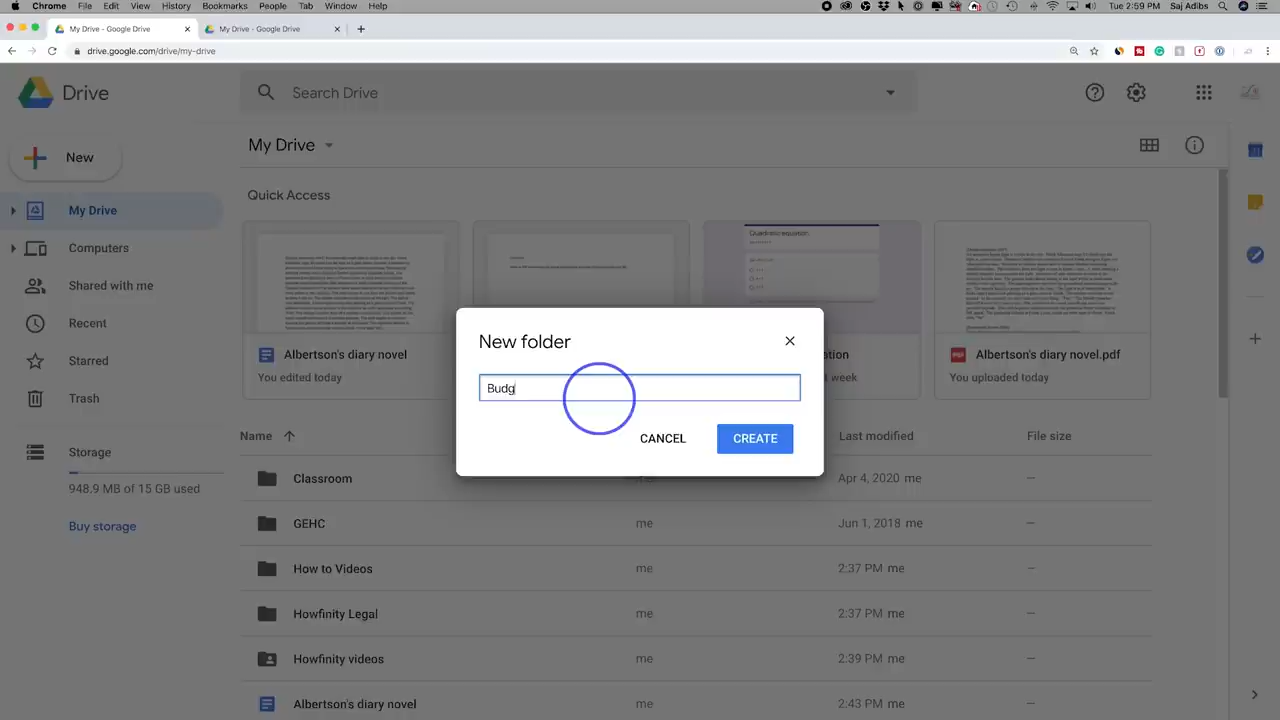 Chrome File Edit View History Bookmarks People Tab Window Help Tue 2:59 PM Saj Adibs
My Drive - Google Drive My Drive - Google Drive
drive.google.com/drive/my-drive
Drive Search Drive
New My Drive
My Drive
Computers
Shared with me
Recent
Starred
Trash
Storage
948.9 MB of 15 GB used
Buy storage
Quick Access
Quadratic equation
Albertson's diary novel
You edited today
Albertson's diary novel.pdf
You uploaded today
New folder
Budg
CANCEL CREATE
Name Last modified File size
Classroom Apr 4, 2020 me —
GEHC me Jun 1, 2018 me —
How to Videos me 2:37 PM me —
Howfinity Legal me 2:37 PM me —
Howfinity videos me 2:39 PM me —
Albertson's diary novel me 2:43 PM me —